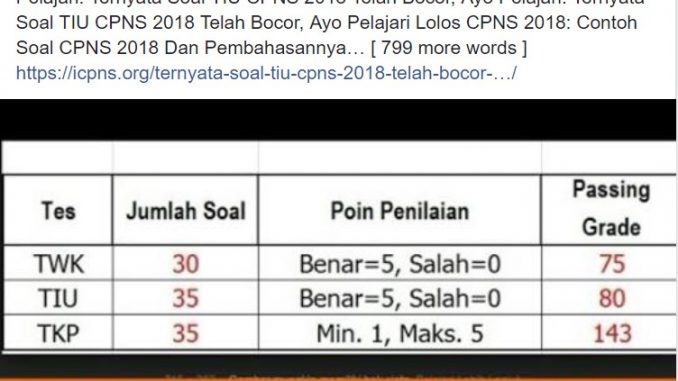 Pelajari: Ternyata Soal TIU CPNS 2018 Telah Bocor, Ayo Pelajari: Ternyata
Soal TIU CPNS 2018 Telah Bocor, Ayo Pelajari Lolos CPNS 2018: Contoh
Soal CPNS 2018 Dan Pembahasannya… [ 799 more words ]
https://icpns.org/ternyata-soal-tiu-cpns-2018-telah-bocor-…/
Tes Jumlah Soal Poin Penilaian Passing Grade
TWK 30 Benar=5, Salah=0 75
TIU 35 Benar=5, Salah=0 80
TKP 35 Min. 1, Maks. 5 143